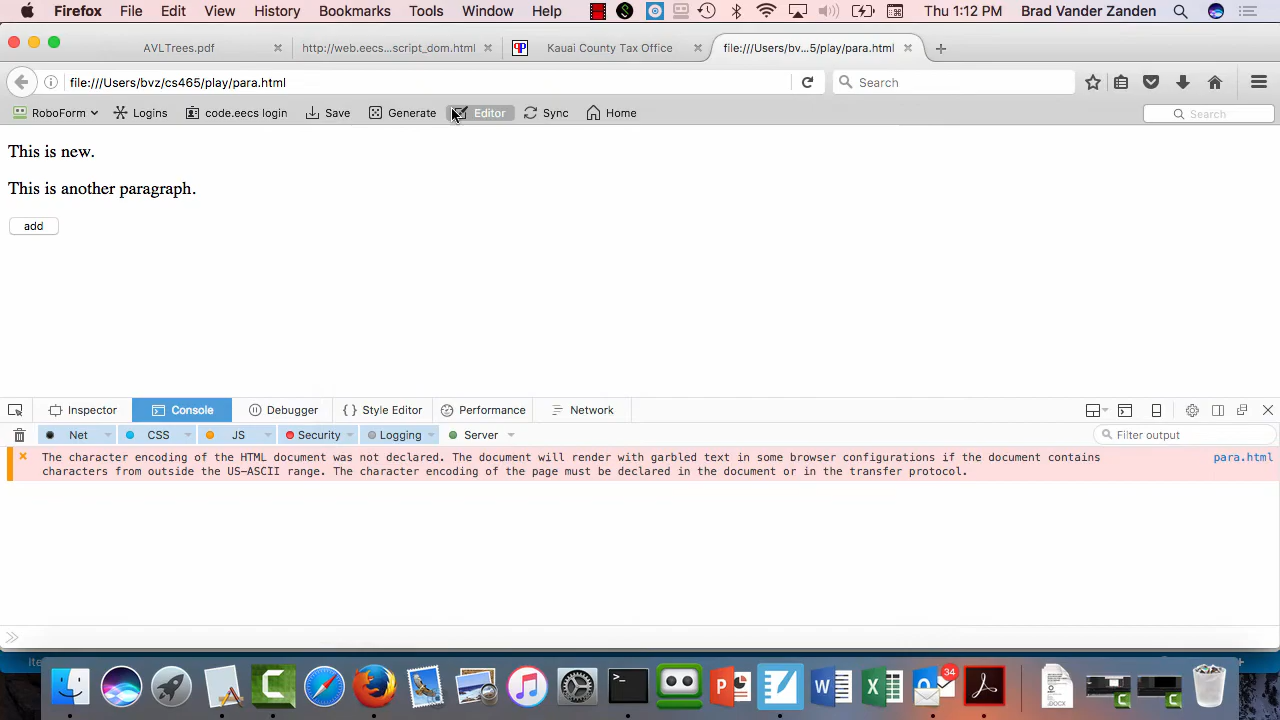 Firefox File Edit View History Bookmarks Tools Window Help Thu 1:12 PM Brad Vander Zanden
AVLTrees.pdf http://web.eecs...script_dom.html Kauai County Tax Office file:///Users/bv...5/play/para.html
file:///Users/bvz/cs465/play/para.html Search
RoboForm Logins code.eecs login Save Generate Editor Sync Home Search
This is new.
This is another paragraph.
add
Inspector Console Debugger Style Editor Performance Network
Net CSS JS Security Logging Server Filter output
The character encoding of the HTML document was not declared. The document will render with garbled text in some browser configurations if the document contains para.html
characters from outside the US-ASCII range. The character encoding of the page must be declared in the document or in the transfer protocol.
34
DOCX